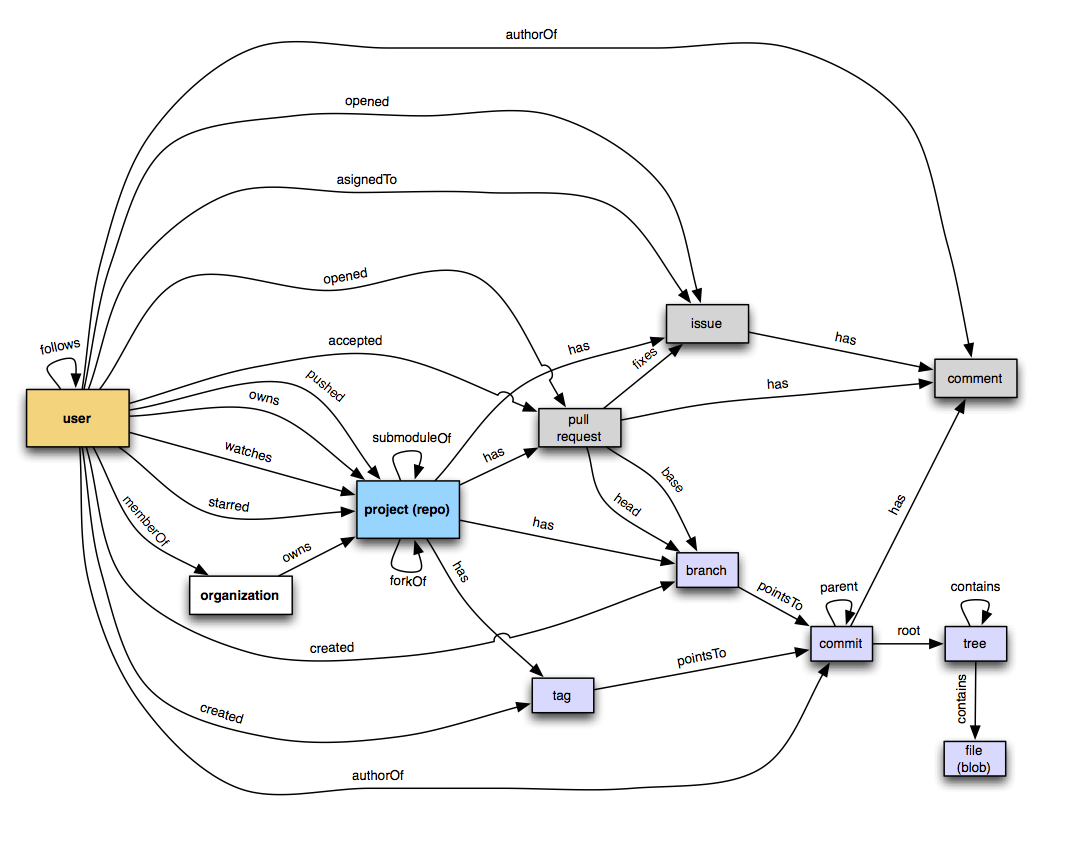 authorOf
opened
asignedTo
opened
issue
follows
accepted
has
fixes
has
comment
pushed
owns
has
user
pull
request
submoduleOf
watches
has
base
starred
project (repo)
head
memberOf
has
has
owns
forkOf
has
branch
organization
pointsTo
parent
contains
created
pointsTo
commit
root
tree
created
tag
contains
authorOf
file
(blob)